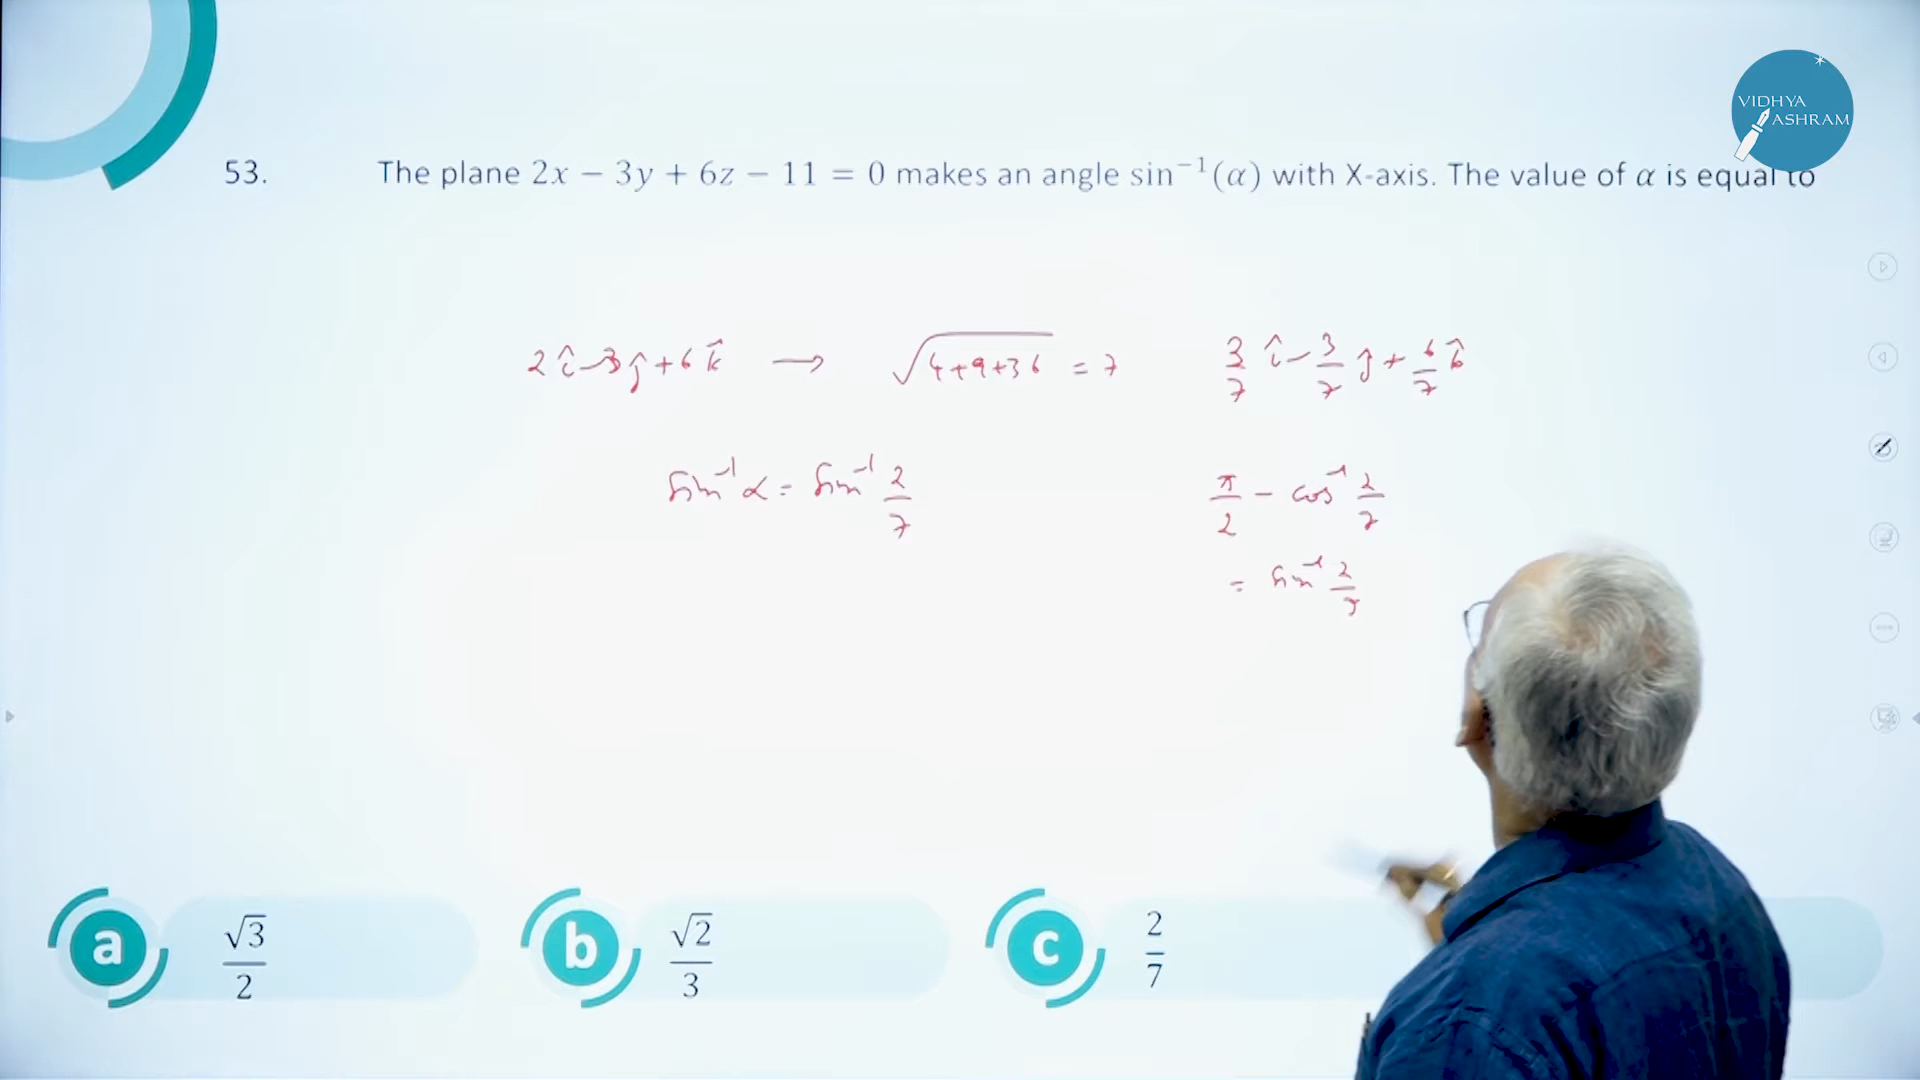 VIDHYA
ASHRAM
53. The plane 2x − 3y + 6z − 11 = 0 makes an angle sin⁻¹(α) with X-axis. The value of α is equal to
2î − 3ĵ + 6k̂ → √(4+9+36) = 7 3/7 î − 3/7 ĵ + 6/7 k̂
sin⁻¹ α = sin⁻¹ 2/7 π/2 − cos⁻¹ 2/7
= sin⁻¹ 2/7
a √3/2 b √2/3 c 2/7